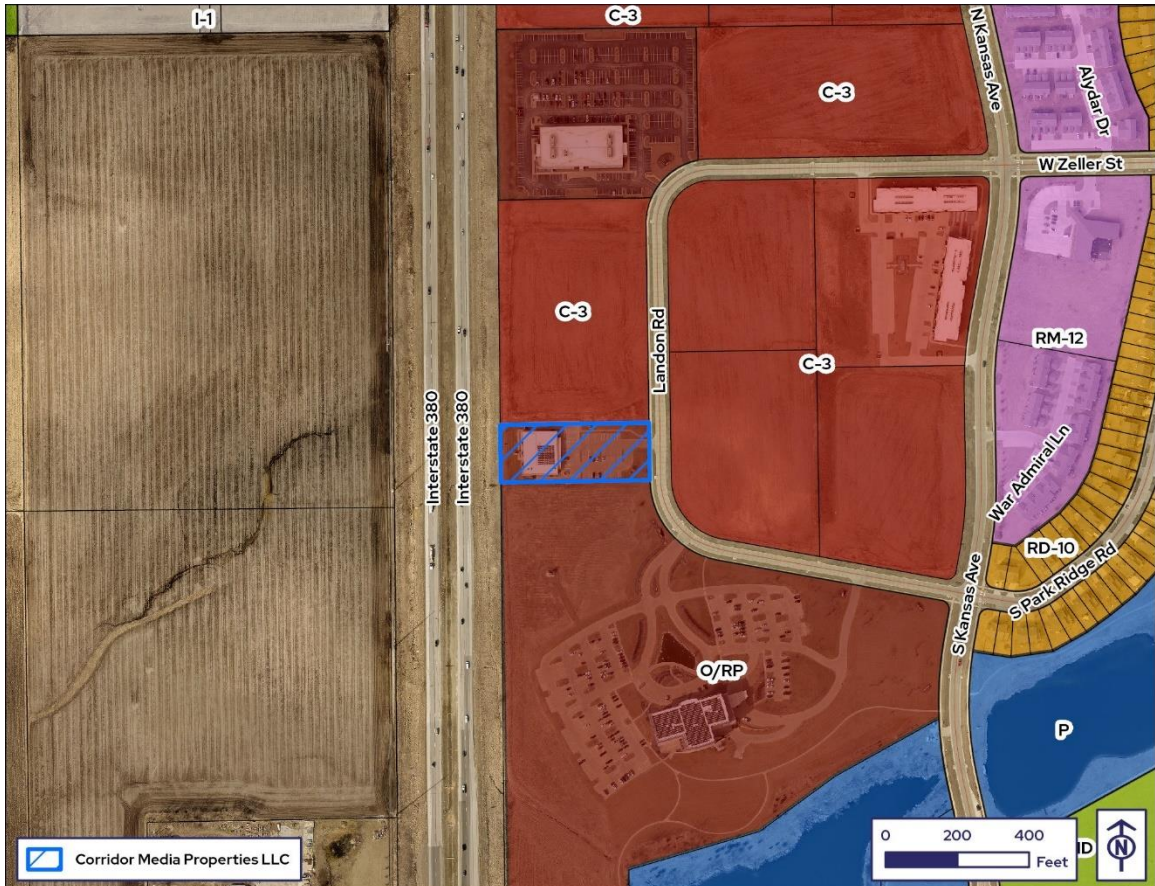 I-1
C-3
N Kansas Ave
Alydar Dr
C-3
W Zeller St
C-3
Landon Rd
RM-12
C-3
Interstate 380
Interstate 380
War Admiral Ln
RD-10
S Park Ridge Rd
S Kansas Ave
O/RP
P
Corridor Media Properties LLC
0 200 400
Feet
N
ID